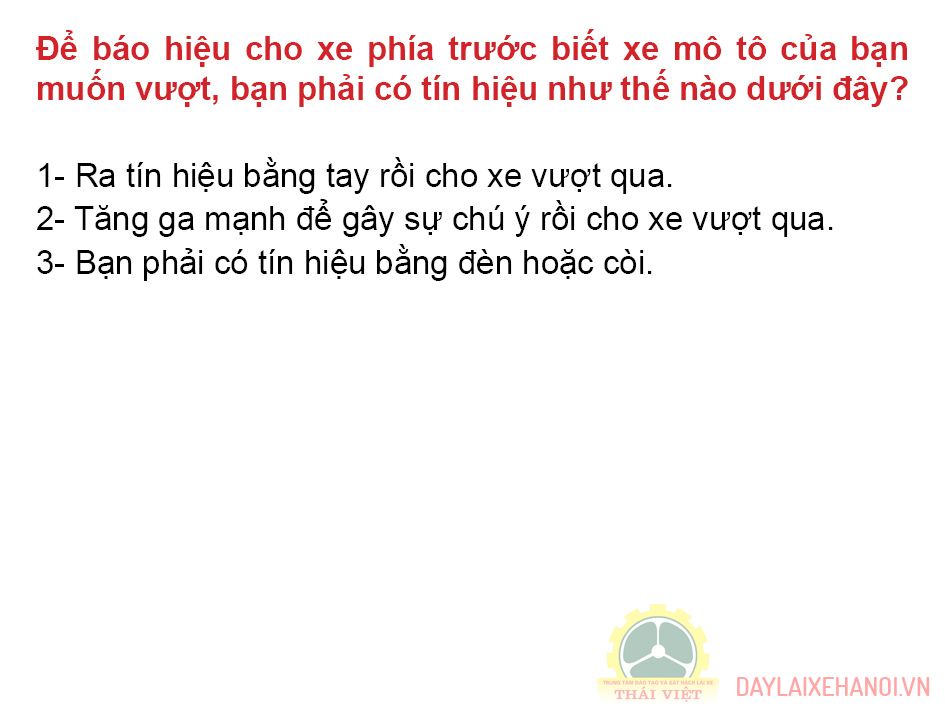 Để báo hiệu cho xe phía trước biết xe mô tô của bạn
muốn vượt, bạn phải có tín hiệu như thế nào dưới đây?
1- Ra tín hiệu bằng tay rồi cho xe vượt qua.
2- Tăng ga mạnh để gây sự chú ý rồi cho xe vượt qua.
3- Bạn phải có tín hiệu bằng đèn hoặc còi.
TRUNG TÂM ĐÀO TẠO VÀ SÁT HẠCH LÁI XE
THÁI VIỆT
DAYLAIXEHANOI.VN